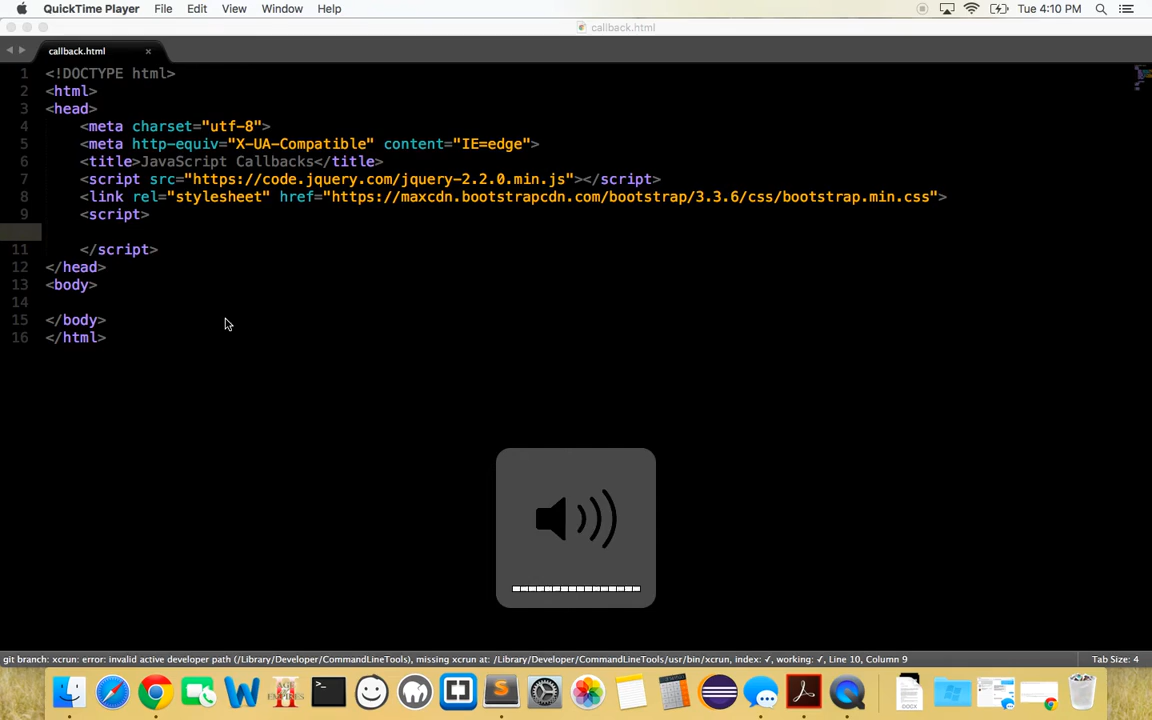 QuickTime Player File Edit View Window Help Tue 4:10 PM
callback.html
callback.html
1 <!DOCTYPE html>
2 <html>
3 <head>
4 <meta charset="utf-8">
5 <meta http-equiv="X-UA-Compatible" content="IE=edge">
6 <title>JavaScript Callbacks</title>
7 <script src="https://code.jquery.com/jquery-2.2.0.min.js"></script>
8 <link rel="stylesheet" href="https://maxcdn.bootstrapcdn.com/bootstrap/3.3.6/css/bootstrap.min.css">
9 <script>
11 </script>
12 </head>
13 <body>
14
15 </body>
16 </html>
git branch: xcrun: error: invalid active developer path (/Library/Developer/CommandLineTools), missing xcrun at: /Library/Developer/CommandLineTools/usr/bin/xcrun, index: ✓, working: ✓, Line 10, Column 9 Tab Size: 4
AGE EMPIRES
DOCX